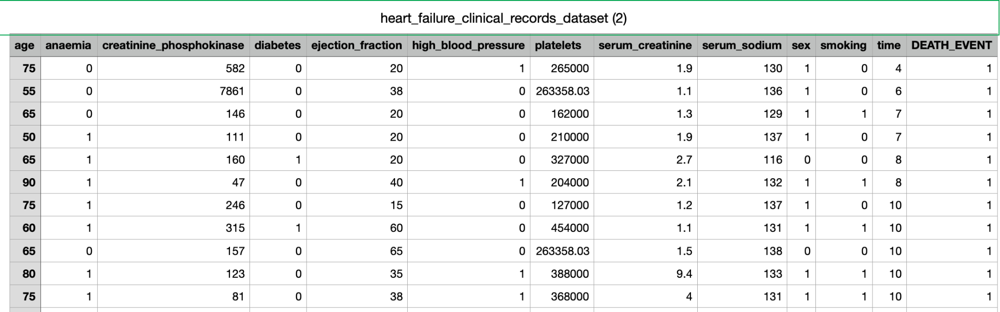 heart_failure_clinical_records_dataset (2)
age anaemia creatinine_phosphokinase diabetes ejection_fraction high_blood_pressure platelets serum_creatinine serum_sodium sex smoking time DEATH_EVENT
75 0 582 0 20 1 265000 1.9 130 1 0 4 1
55 0 7861 0 38 0 263358.03 1.1 136 1 0 6 1
65 0 146 0 20 0 162000 1.3 129 1 1 7 1
50 1 111 0 20 0 210000 1.9 137 1 0 7 1
65 1 160 1 20 0 327000 2.7 116 0 0 8 1
90 1 47 0 40 1 204000 2.1 132 1 1 8 1
75 1 246 0 15 0 127000 1.2 137 1 0 10 1
60 1 315 1 60 0 454000 1.1 131 1 1 10 1
65 0 157 0 65 0 263358.03 1.5 138 0 0 10 1
80 1 123 0 35 1 388000 9.4 133 1 1 10 1
75 1 81 0 38 1 368000 4 131 1 1 10 1